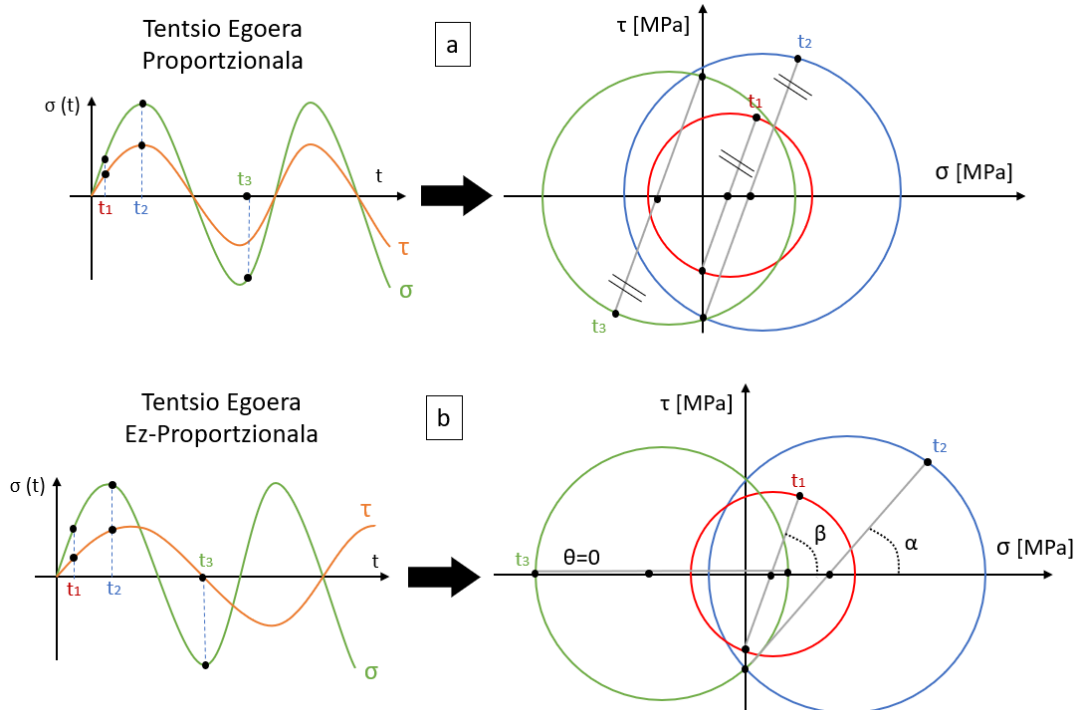 Tentsio Egoera
Proportzionala
a
σ (t)
t
t₁
t₂
t₃
τ
σ
τ [MPa]
σ [MPa]
t₁
t₂
t₃
Tentsio Egoera
Ez-Proportzionala
b
σ (t)
t
t₁
t₂
t₃
τ
σ
τ [MPa]
σ [MPa]
t₁
t₂
t₃
θ=0
β
α